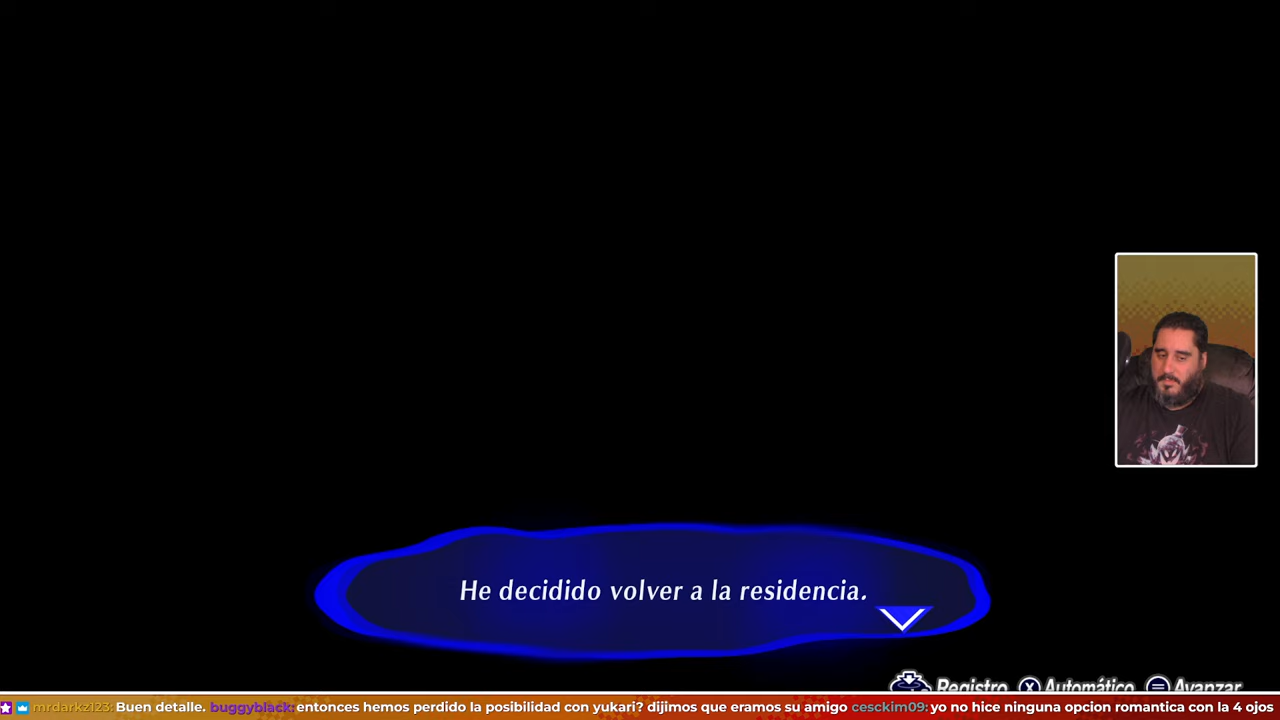 He decidido volver a la residencia.
Registro X Automático Avanzar
mrdarkz123: Buen detalle. buggyblack: entonces hemos perdido la posibilidad con yukari? dijimos que eramos su amigo cesckim09: yo no hice ninguna opcion romantica con la 4 ojos